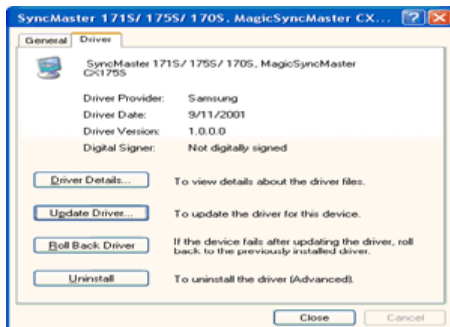 SyncMaster 171S/ 175S/ 170S, MagicSyncMaster CX...
General Driver
SyncMaster 171S/ 175S/ 170S, MagicSyncMaster
CX175S
Driver Provider: Samsung
Driver Date: 9/11/2001
Driver Version: 1.0.0.0
Digital Signer: Not digitally signed
Driver Details... To view details about the driver files.
Update Driver... To update the driver for this device.
Roll Back Driver If the device fails after updating the driver, roll
back to the previously installed driver.
Uninstall To uninstall the driver (Advanced).
Close Cancel